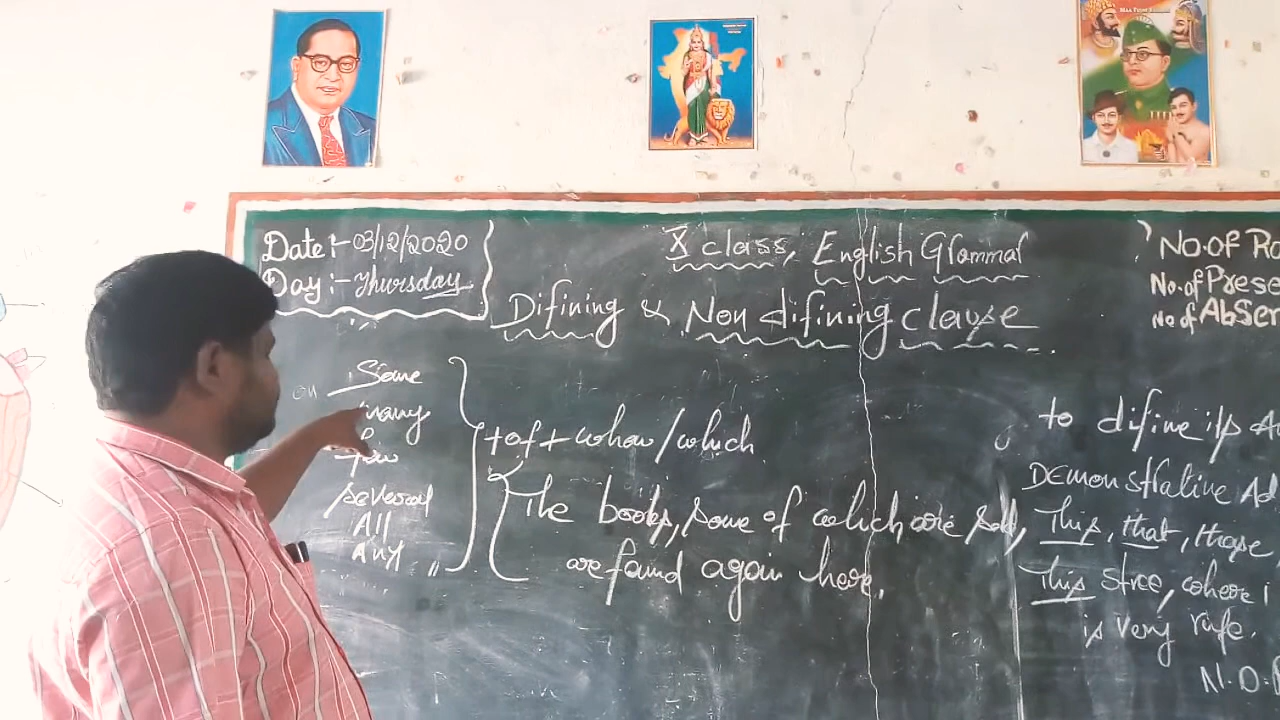 Date:- 03/12/2020
Day:- Thursday
X class, English Grammar
Difining & Non difining clause
No. of Ro
No. of Prese
No of Absen
Some
many
few
several
All
Any "
+ of + whom/which
The books, some of which are sold,
are found again here.
to difine its A
Demonstrative Ad
This, that, those
This stree, where i
is very rufe.
N.D.